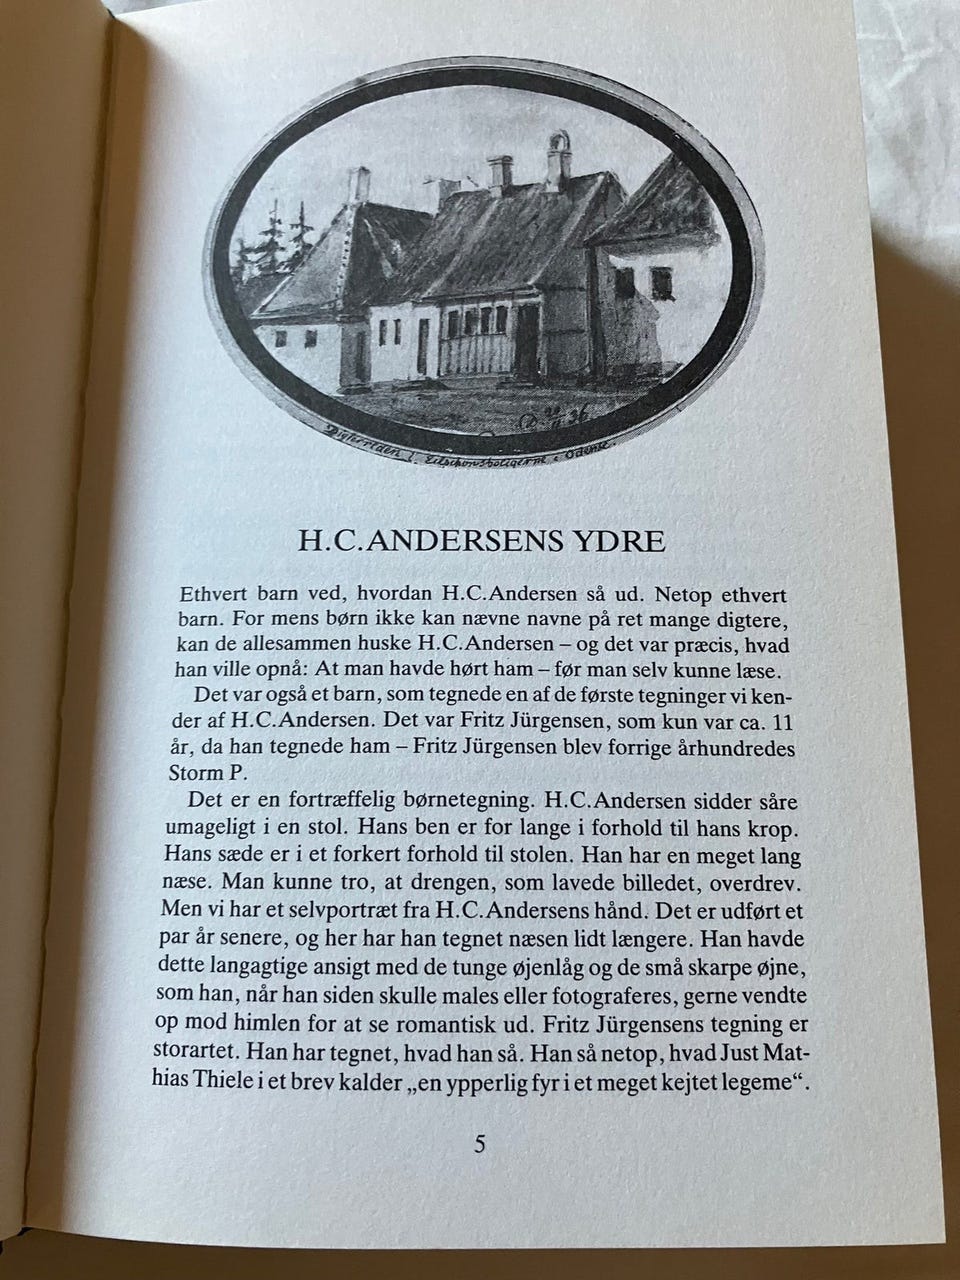 20 36
Digterreden i i Odense.
H.C.ANDERSENS YDRE
Ethvert barn ved, hvordan H.C.Andersen så ud. Netop ethvert
barn. For mens børn ikke kan nævne navne på ret mange digtere,
kan de allesammen huske H.C.Andersen – og det var præcis, hvad
han ville opnå: At man havde hørt ham – før man selv kunne læse.
Det var også et barn, som tegnede en af de første tegninger vi ken-
der af H.C.Andersen. Det var Fritz Jürgensen, som kun var ca. 11
år, da han tegnede ham – Fritz Jürgensen blev forrige århundredes
Storm P.
Det er en fortræffelig børnetegning. H.C.Andersen sidder såre
umageligt i en stol. Hans ben er for lange i forhold til hans krop.
Hans sæde er i et forkert forhold til stolen. Han har en meget lang
næse. Man kunne tro, at drengen, som lavede billedet, overdrev.
Men vi har et selvportræt fra H.C.Andersens hånd. Det er udført et
par år senere, og her har han tegnet næsen lidt længere. Han havde
dette langagtige ansigt med de tunge øjenlåg og de små skarpe øjne,
som han, når han siden skulle males eller fotograferes, gerne vendte
op mod himlen for at se romantisk ud. Fritz Jürgensens tegning er
storartet. Han har tegnet, hvad han så. Han så netop, hvad Just Mat-
hias Thiele i et brev kalder „en ypperlig fyr i et meget kejtet legeme“.
5